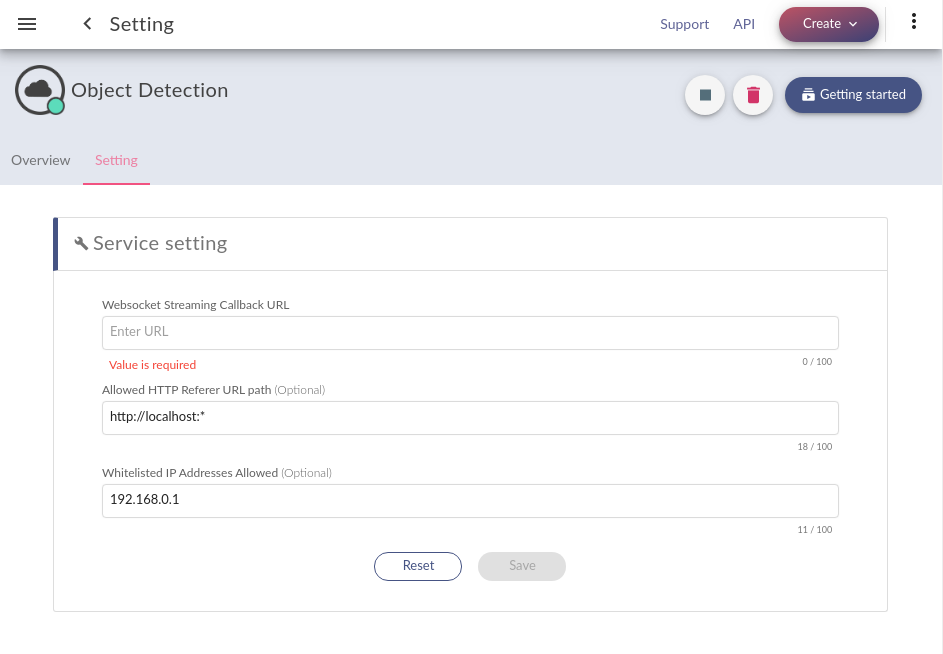 Setting
Support API Create
Object Detection
Getting started
Overview Setting
Service setting
Websocket Streaming Callback URL
Enter URL
Value is required 0 / 100
Allowed HTTP Referer URL path (Optional)
http://localhost:*
18 / 100
Whitelisted IP Addresses Allowed (Optional)
192.168.0.1
11 / 100
Reset Save